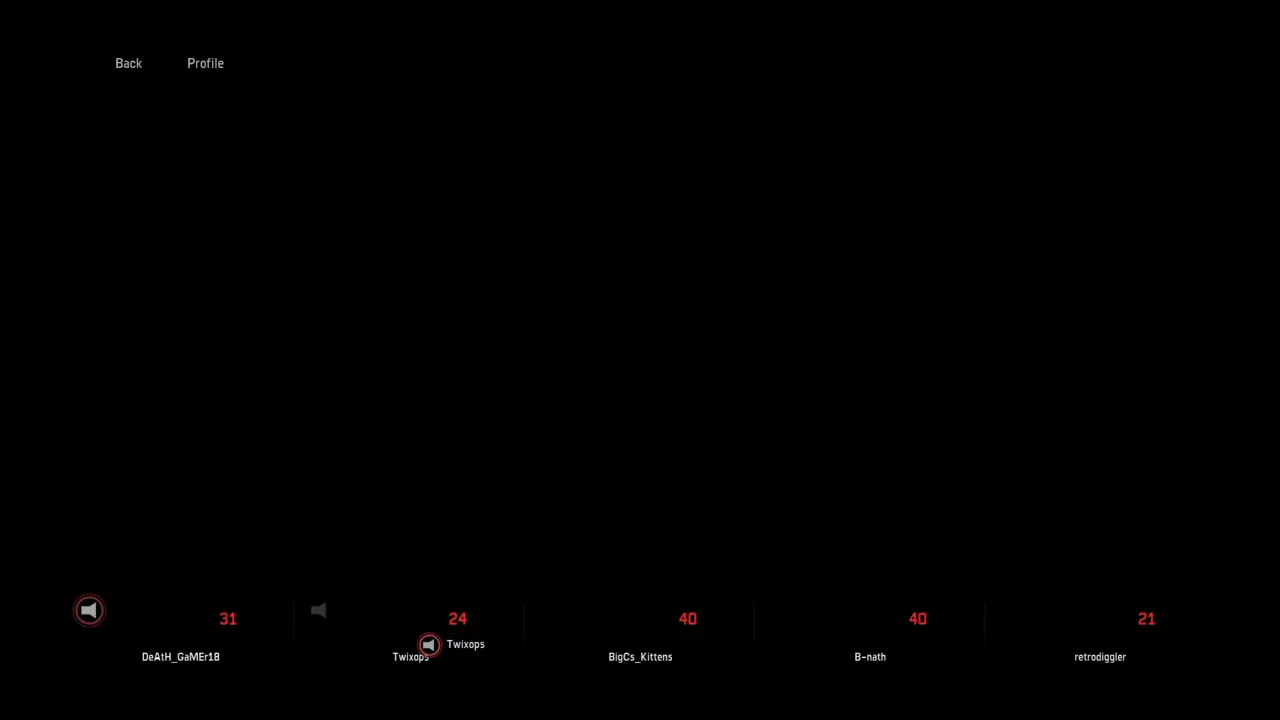 Back Profile
31 24 40 40 21
Twixops
DeAtH_GaMEr18 Twixops BigCs_Kittens B-nath retrodiggler